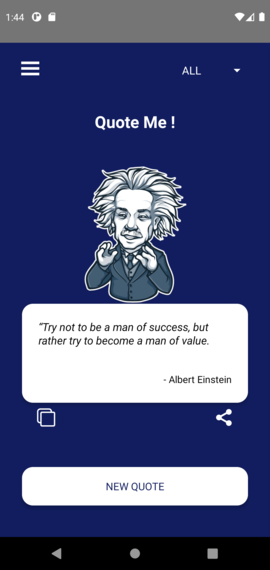 1:44
ALL
Quote Me !
"Try not to be a man of success, but
rather try to become a man of value.
- Albert Einstein
NEW QUOTE